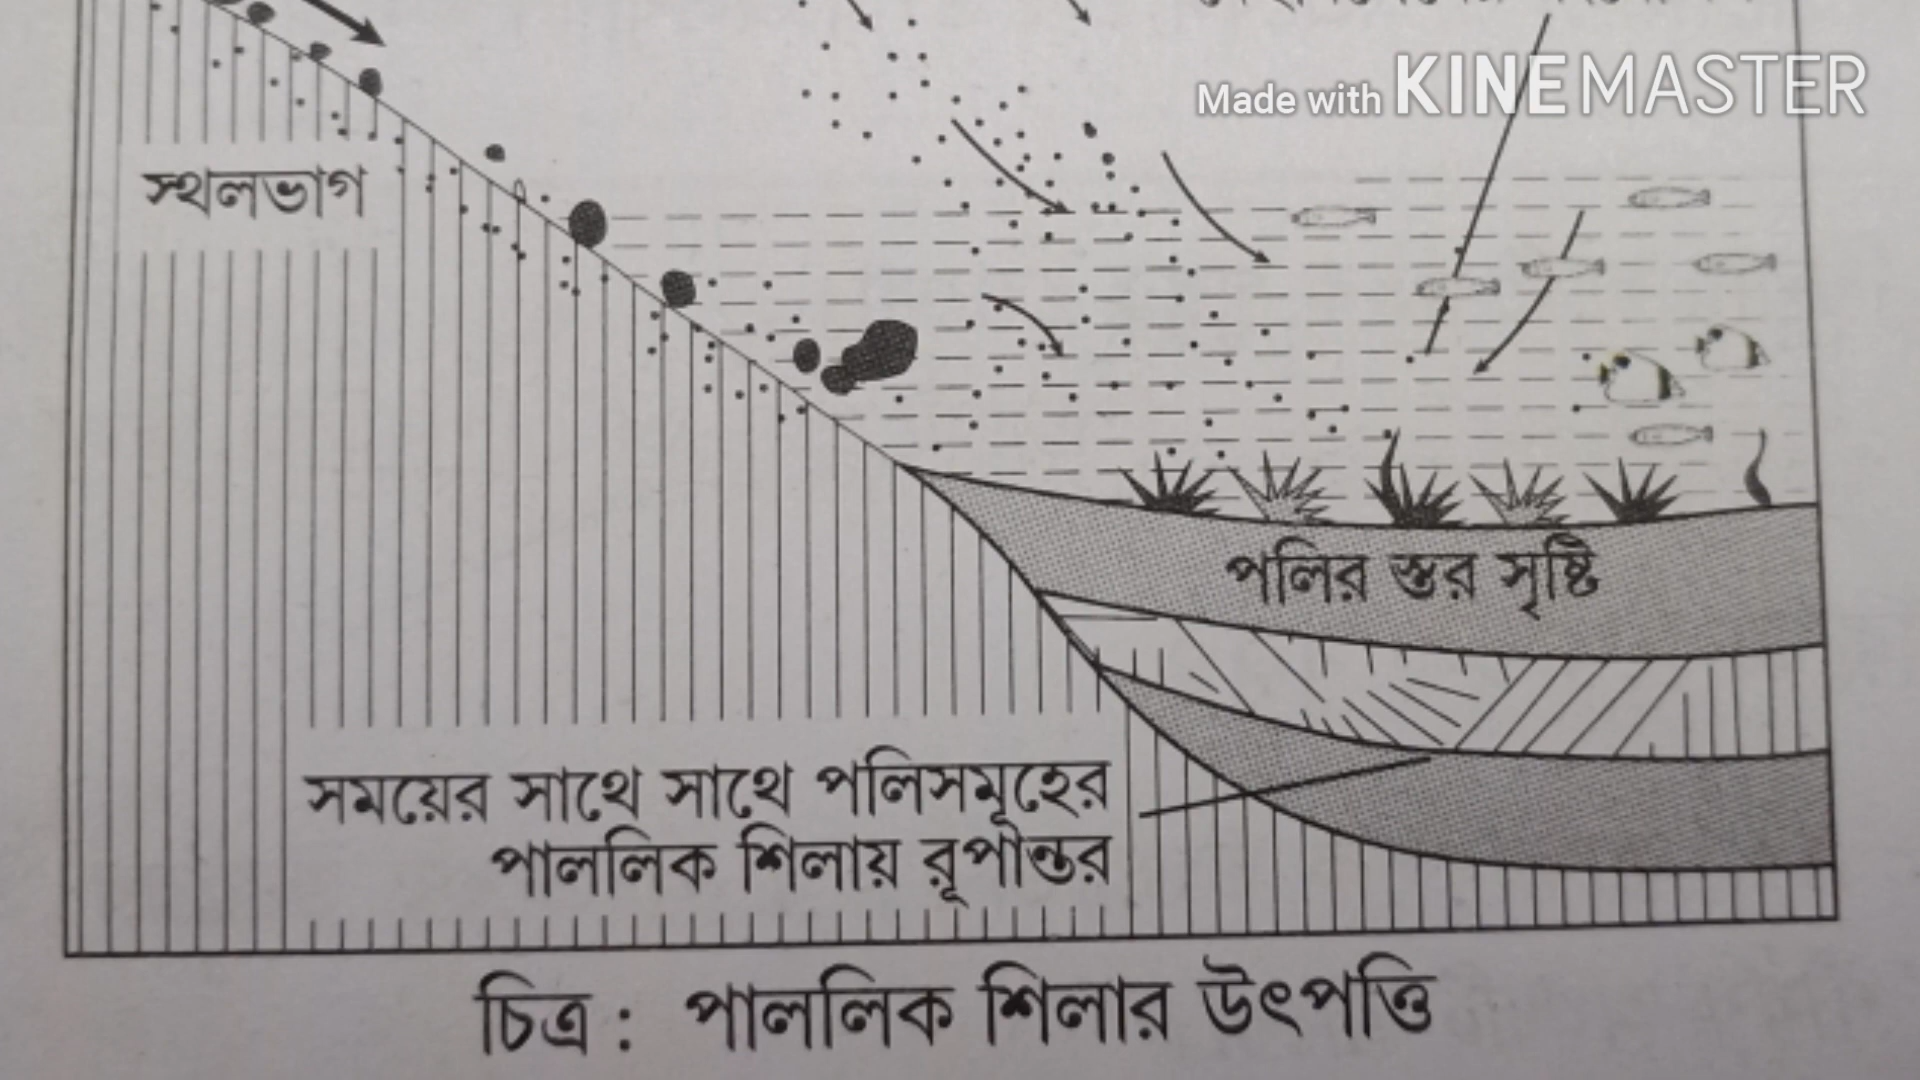 Made with KINEMASTER
স্থলভাগ
পলির স্তর সৃষ্টি
সময়ের সাথে সাথে পলিসমূহের
পাললিক শিলায় রূপান্তর
চিত্র : পাললিক শিলার উৎপত্তি